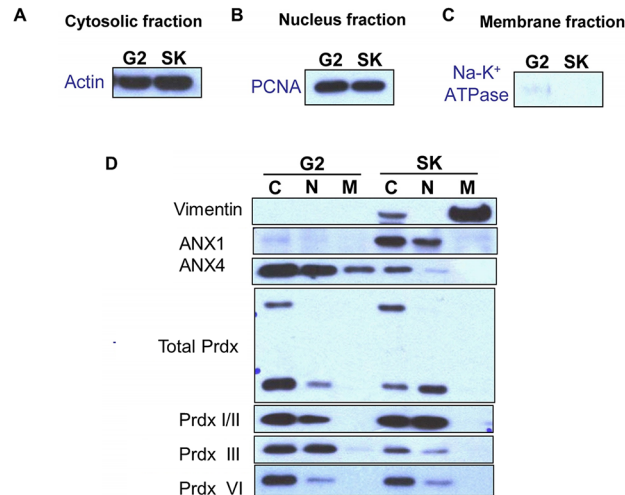 A Cytosolic fraction
G2 SK
Actin
B Nucleus fraction
G2 SK
PCNA
C Membrane fraction
G2 SK
Na-K⁺
ATPase
D
G2 SK
C N M C N M
Vimentin
ANX1
ANX4
Total Prdx
Prdx I/II
Prdx III
Prdx VI